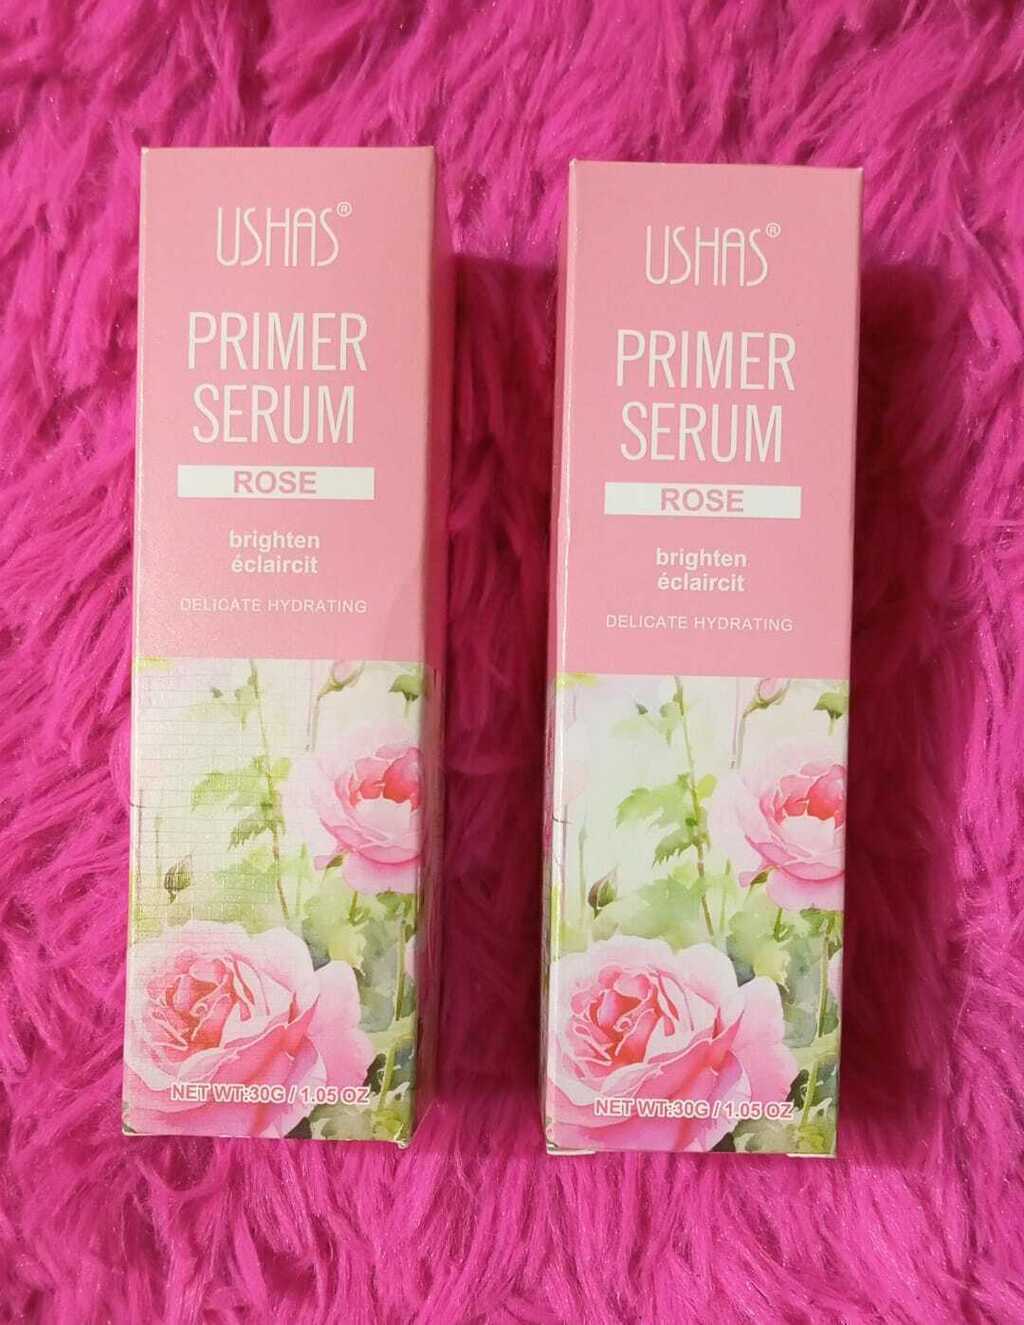 USHAS®
PRIMER
SERUM
ROSE
brighten
éclaircit
DELICATE HYDRATING
NET WT:30G / 1.05 OZ
USHAS®
PRIMER
SERUM
ROSE
brighten
éclaircit
DELICATE HYDRATING
NET WT:30G / 1.05 OZ